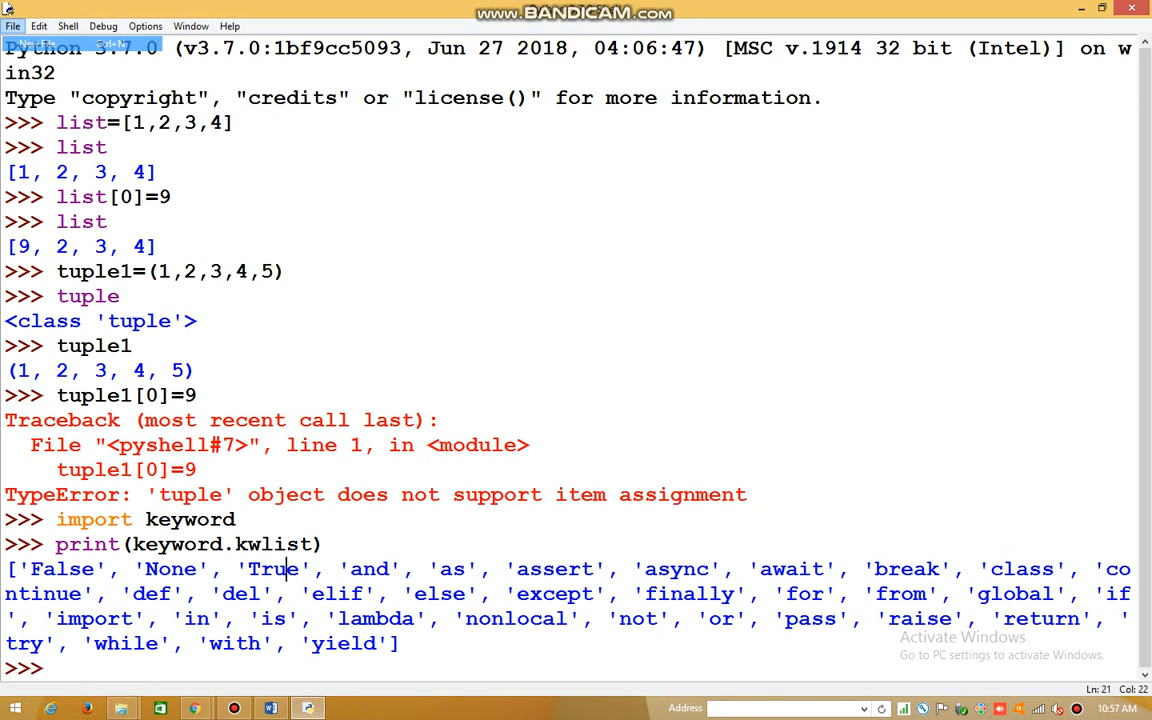 www.BANDICAM.com
File Edit Shell Debug Options Window Help
New File Ctrl+N
Python 3.7.0 (v3.7.0:1bf9cc5093, Jun 27 2018, 04:06:47) [MSC v.1914 32 bit (Intel)] on w
in32
Type "copyright", "credits" or "license()" for more information.
>>> list=[1,2,3,4]
>>> list
[1, 2, 3, 4]
>>> list[0]=9
>>> list
[9, 2, 3, 4]
>>> tuple1=(1,2,3,4,5)
>>> tuple
<class 'tuple'>
>>> tuple1
(1, 2, 3, 4, 5)
>>> tuple1[0]=9
Traceback (most recent call last):
  File "<pyshell#7>", line 1, in <module>
    tuple1[0]=9
TypeError: 'tuple' object does not support item assignment
>>> import keyword
>>> print(keyword.kwlist)
['False', 'None', 'True', 'and', 'as', 'assert', 'async', 'await', 'break', 'class', 'co
ntinue', 'def', 'del', 'elif', 'else', 'except', 'finally', 'for', 'from', 'global', 'if
', 'import', 'in', 'is', 'lambda', 'nonlocal', 'not', 'or', 'pass', 'raise', 'return', '
try', 'while', 'with', 'yield']
>>>
Activate Windows
Go to PC settings to activate Windows.
Ln: 21 Col: 22
Address
10:57 AM